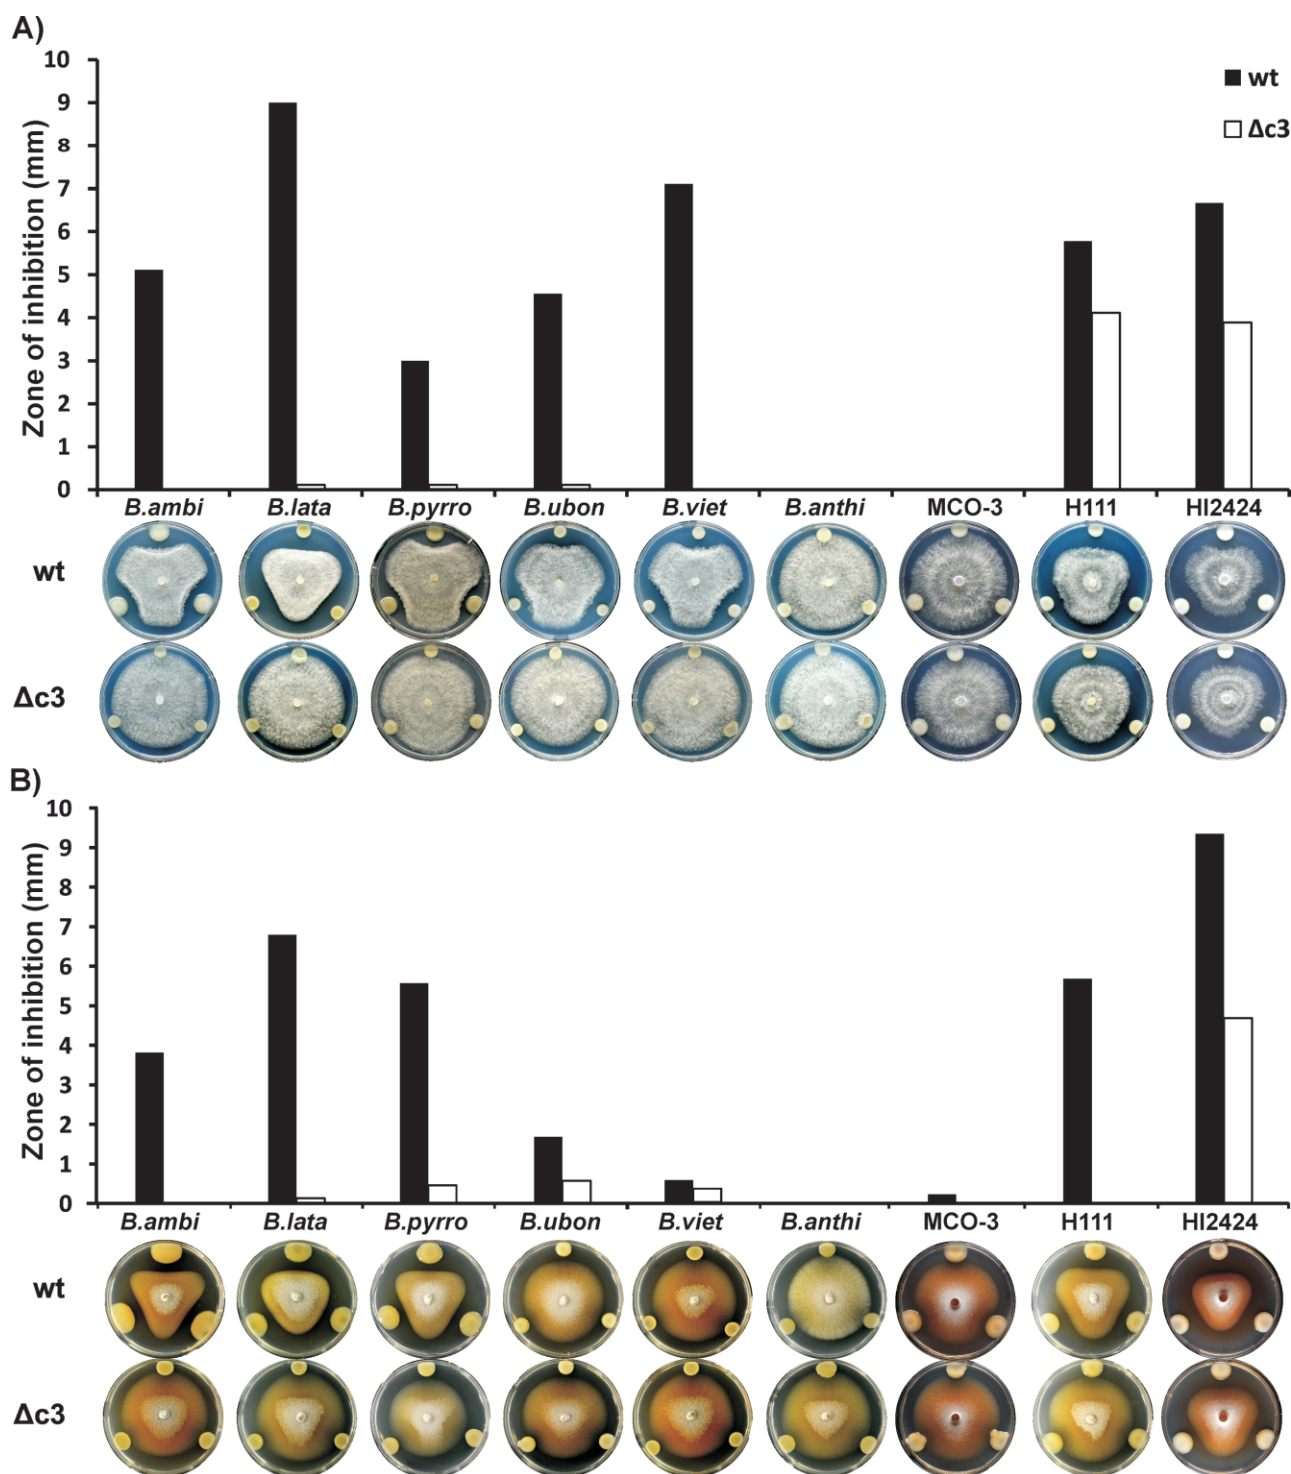 A)
Zone of inhibition (mm)
10
9
8
7
6
5
4
3
2
1
0
wt
Δc3
B.ambi B.lata B.pyrro B.ubon B.viet B.anthi MCO-3 H111 HI2424
wt
Δc3
B)
Zone of inhibition (mm)
10
9
8
7
6
5
4
3
2
1
0
B.ambi B.lata B.pyrro B.ubon B.viet B.anthi MCO-3 H111 HI2424
wt
Δc3